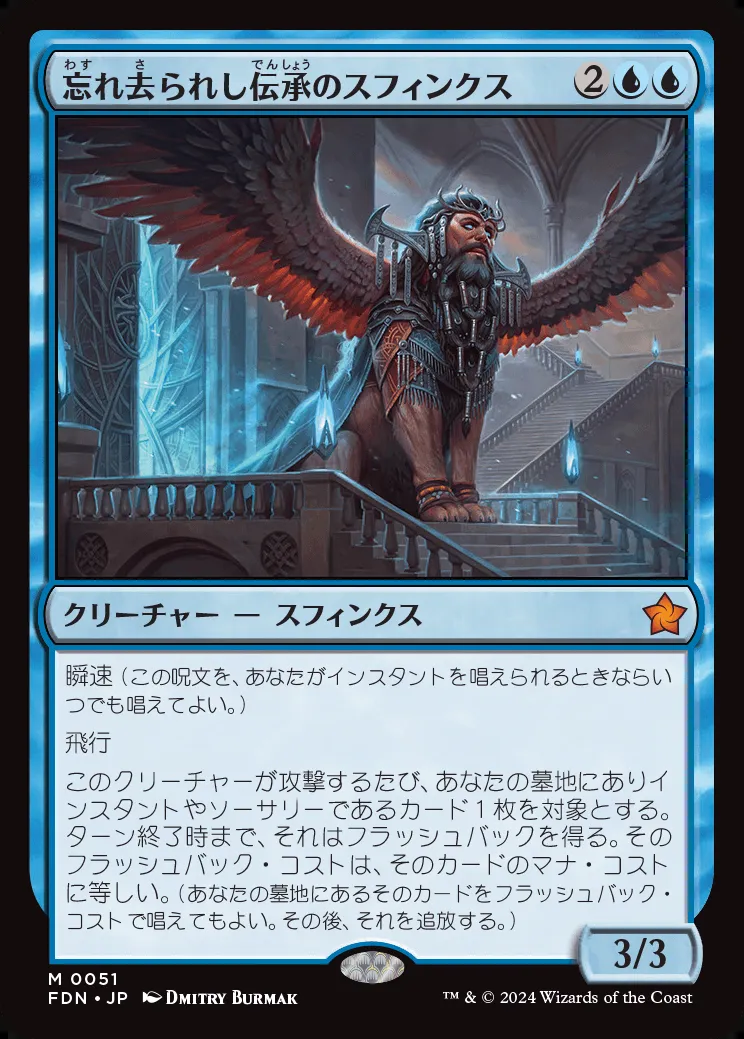 忘れ去られし伝承のスフィンクス 2
クリーチャー — スフィンクス
瞬速（この呪文を、あなたがインスタントを唱えられるときならい
つでも唱えてよい。）
飛行
このクリーチャーが攻撃するたび、あなたの墓地にありイ
ンスタントやソーサリーであるカード１枚を対象とする。
ターン終了時まで、それはフラッシュバックを得る。その
フラッシュバック・コストは、そのカードのマナ・コスト
に等しい。（あなたの墓地にあるそのカードをフラッシュバック・
コストで唱えてもよい。その後、それを追放する。）
3/3
M 0051
FDN • JP Dmitry Burmak
™ & © 2024 Wizards of the Coast